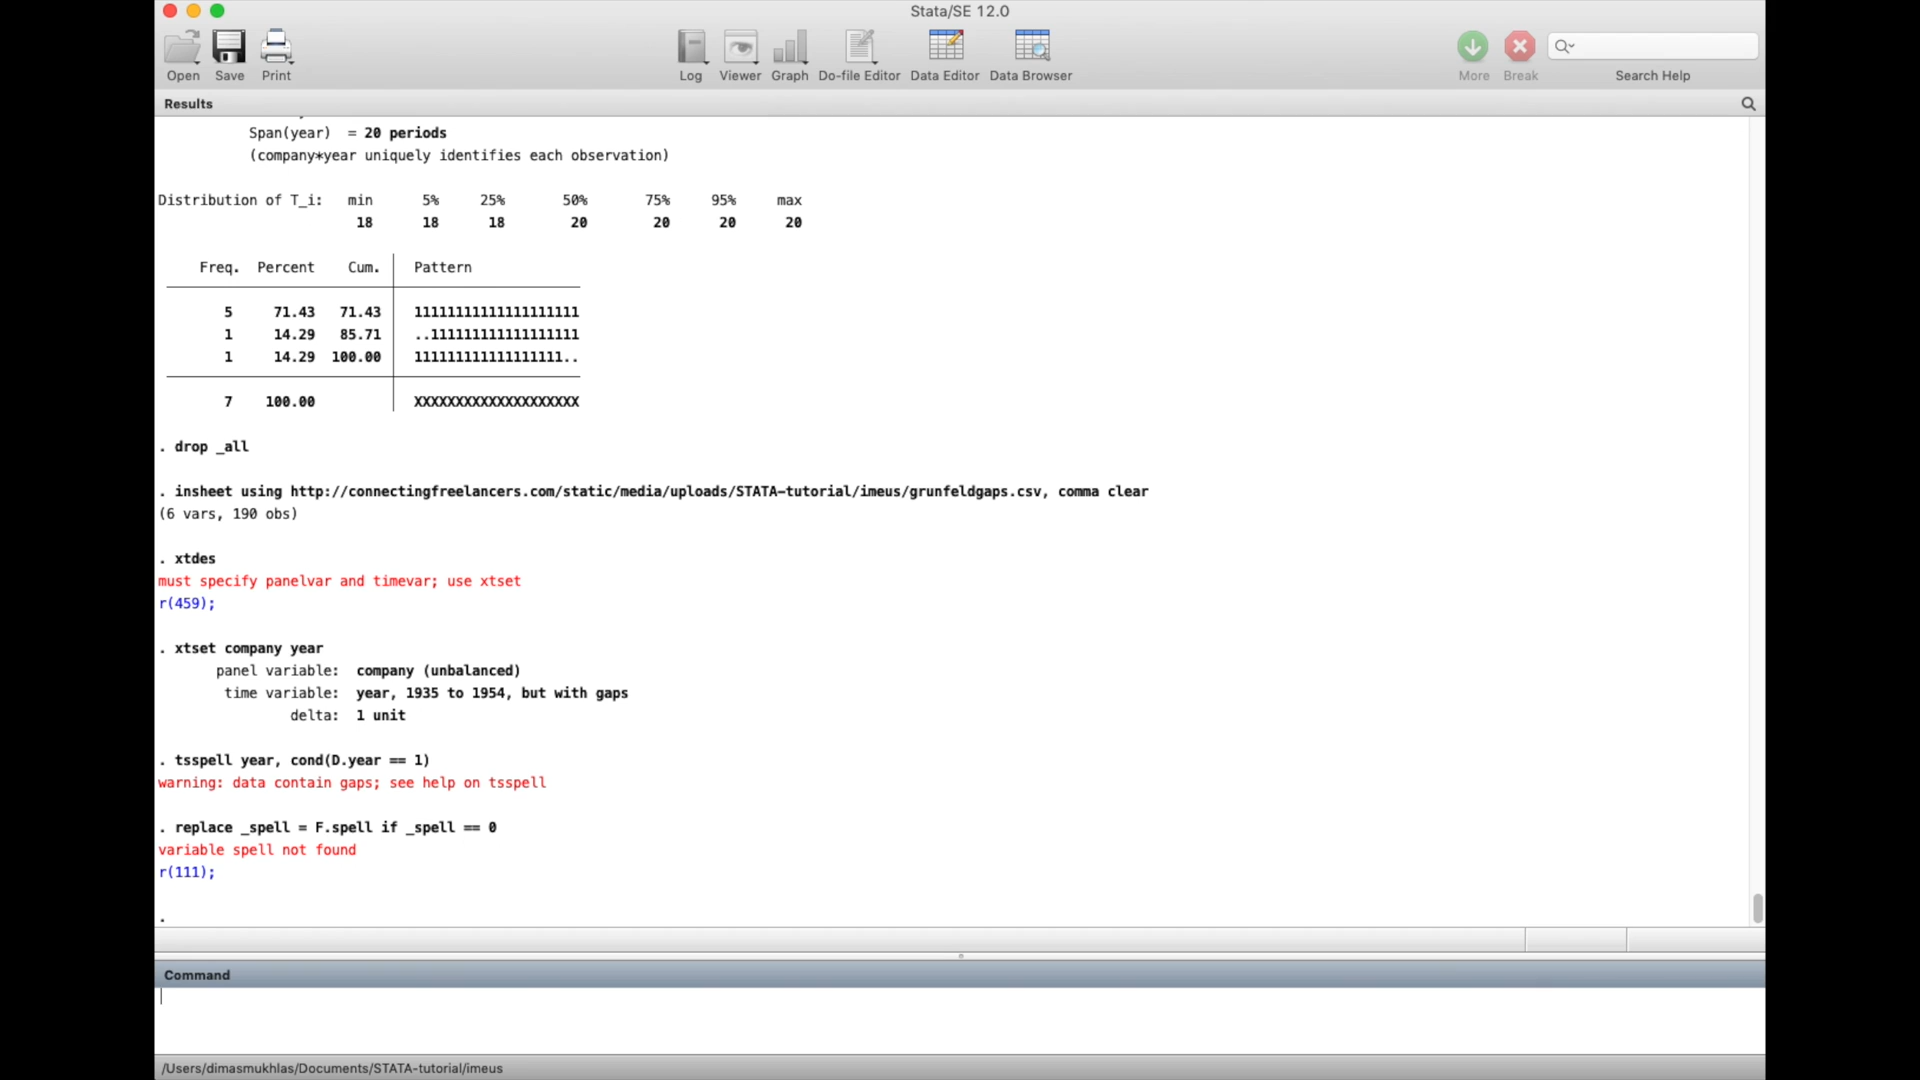 Stata/SE 12.0
Open Save Print Log Viewer Graph Do-file Editor Data Editor Data Browser More Break Search Help
Results
Span(year) = 20 periods
(company*year uniquely identifies each observation)
Distribution of T_i: min 5% 25% 50% 75% 95% max
18 18 18 20 20 20 20
Freq. Percent Cum. Pattern
5 71.43 71.43 11111111111111111111
1 14.29 85.71 ..111111111111111111
1 14.29 100.00 111111111111111111..
7 100.00 XXXXXXXXXXXXXXXXXXXX
. drop _all
. insheet using http://connectingfreelancers.com/static/media/uploads/STATA-tutorial/imeus/grunfeldgaps.csv, comma clear
(6 vars, 190 obs)
. xtdes
must specify panelvar and timevar; use xtset
r(459);
. xtset company year
panel variable: company (unbalanced)
time variable: year, 1935 to 1954, but with gaps
delta: 1 unit
. tsspell year, cond(D.year == 1)
warning: data contain gaps; see help on tsspell
. replace _spell = F.spell if _spell == 0
variable spell not found
r(111);
.
Command
/Users/dimasmukhlas/Documents/STATA-tutorial/imeus